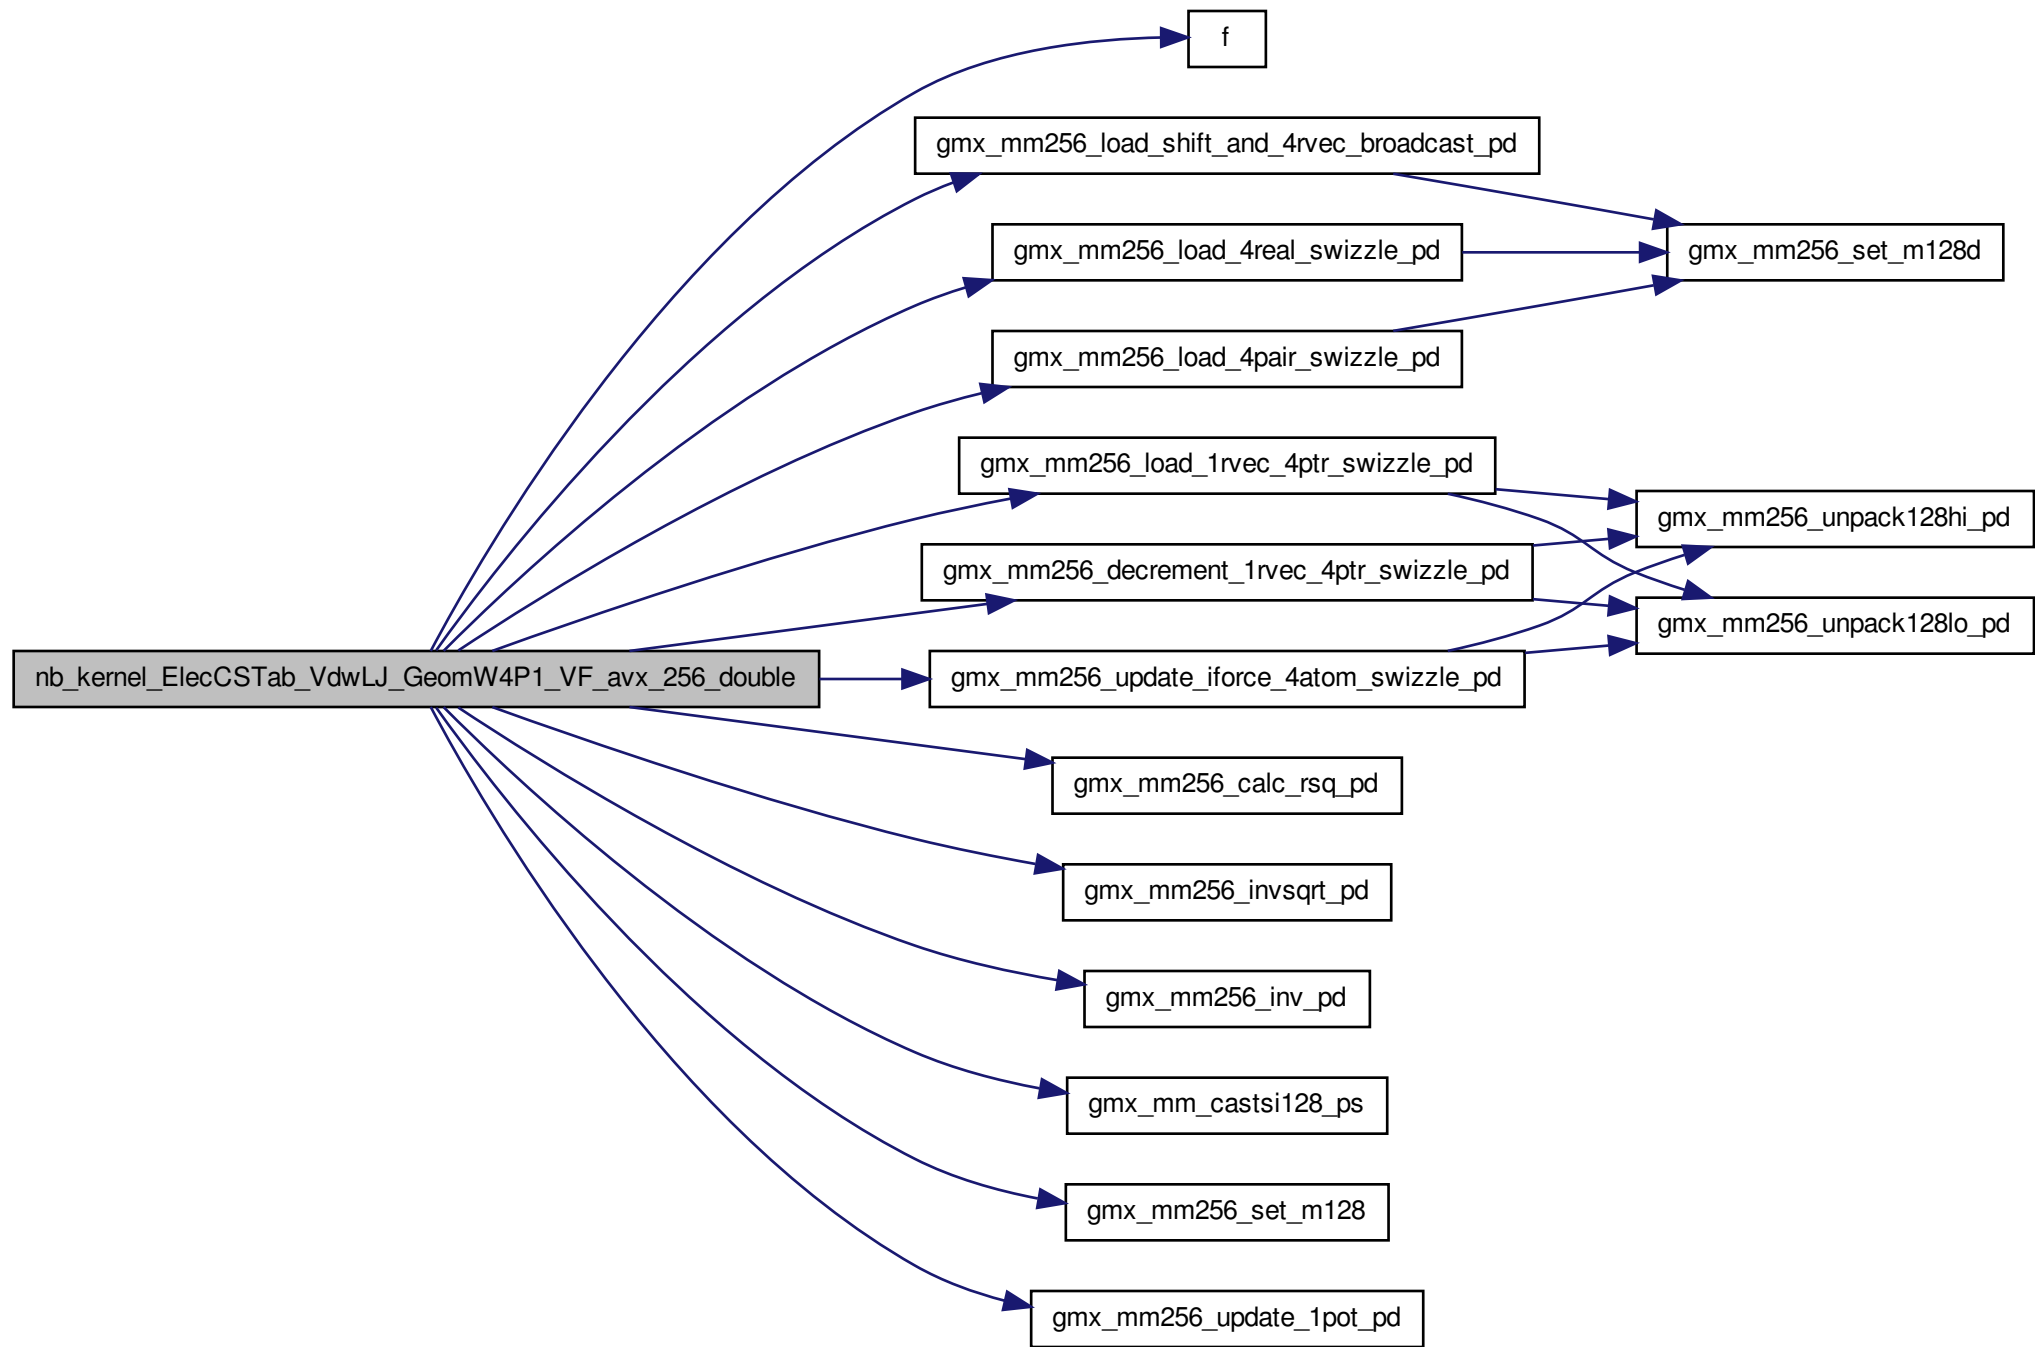 f
gmx_mm256_load_shift_and_4rvec_broadcast_pd
gmx_mm256_load_4real_swizzle_pd
gmx_mm256_set_m128d
gmx_mm256_load_4pair_swizzle_pd
gmx_mm256_load_1rvec_4ptr_swizzle_pd
gmx_mm256_unpack128hi_pd
gmx_mm256_decrement_1rvec_4ptr_swizzle_pd
gmx_mm256_unpack128lo_pd
nb_kernel_ElecCSTab_VdwLJ_GeomW4P1_VF_avx_256_double
gmx_mm256_update_iforce_4atom_swizzle_pd
gmx_mm256_calc_rsq_pd
gmx_mm256_invsqrt_pd
gmx_mm256_inv_pd
gmx_mm_castsi128_ps
gmx_mm256_set_m128
gmx_mm256_update_1pot_pd